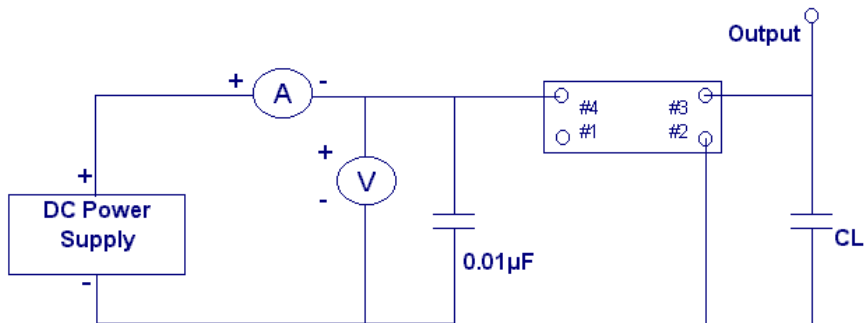 Output
+ A -
#4 #3
#1 #2
+
V
-
+
DC Power
Supply
-
0.01µF
CL